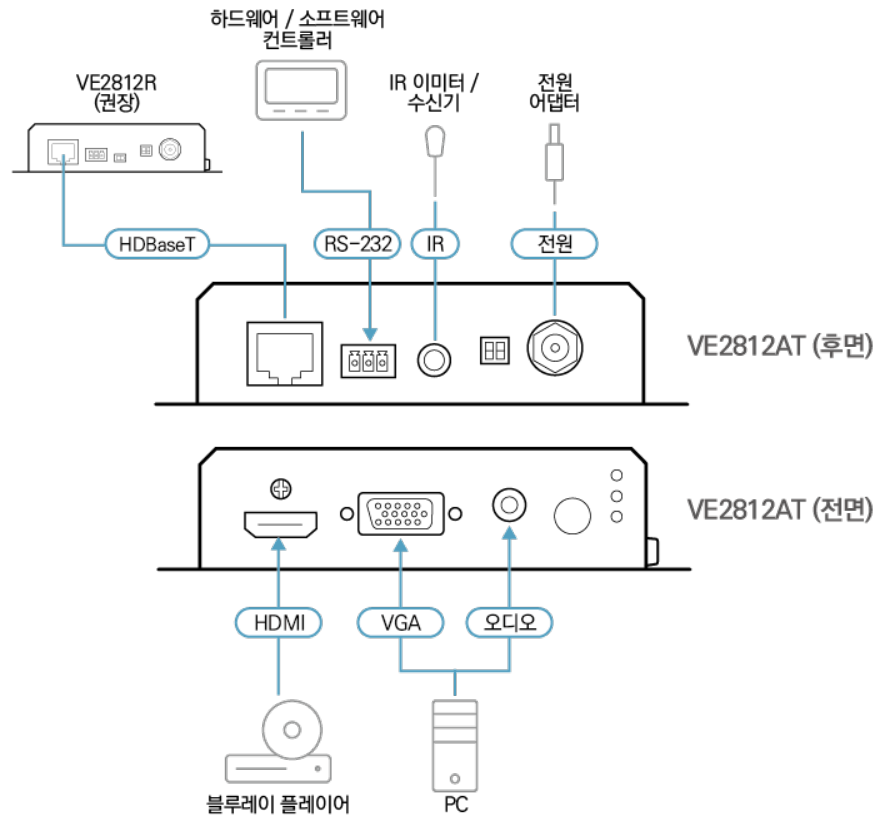 하드웨어 / 소프트웨어
컨트롤러
VE2812R
(권장)
IR 이미터 /
수신기
전원
어댑터
HDBaseT
RS-232
IR
전원
VE2812AT (후면)
VE2812AT (전면)
HDMI
VGA
오디오
블루레이 플레이어
PC